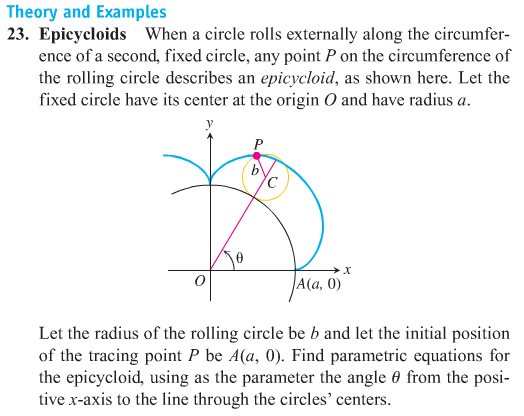 Theory and Examples
23. Epicycloids When a circle rolls externally along the circumfer-
ence of a second, fixed circle, any point P on the circumference of
the rolling circle describes an epicycloid, as shown here. Let the
fixed circle have its center at the origin O and have radius a.
y
P
b
C
θ
O
x
A(a, 0)
Let the radius of the rolling circle be b and let the initial position
of the tracing point P be A(a, 0). Find parametric equations for
the epicycloid, using as the parameter the angle θ from the posi-
tive x-axis to the line through the circles' centers.